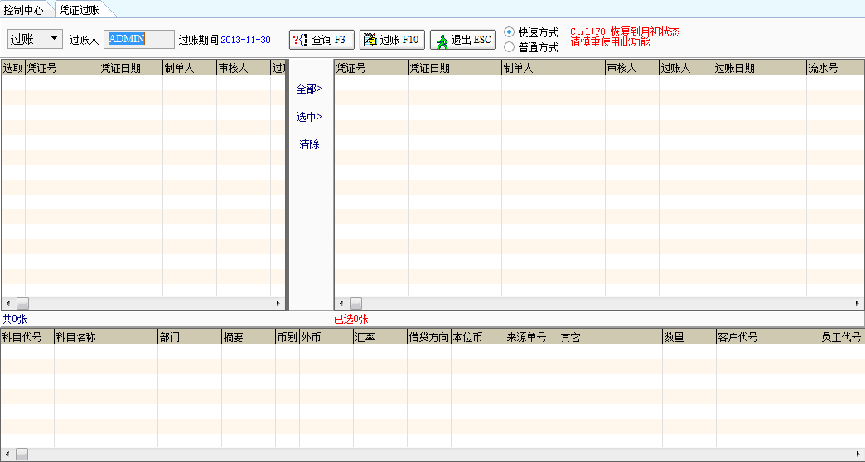 控制中心 凭证过账
过账 过账人 ADMIN 过账期间 2013-11-30 查询 F3 过账 F10 退出 ESC 快速方式 恢复到月初状态
普通方式 请慎重使用此功能
选取 凭证号 凭证日期 制单人 审核人 过 凭证号 凭证日期 制单人 审核人 过账人 过账日期 流水号
全部>
选中>
清除
共0张 已选0张
科目代号 科目名称 部门 摘要 币别 外币 汇率 借贷方向 本位币 来源单号 其它 数量 客户代号 员工代号